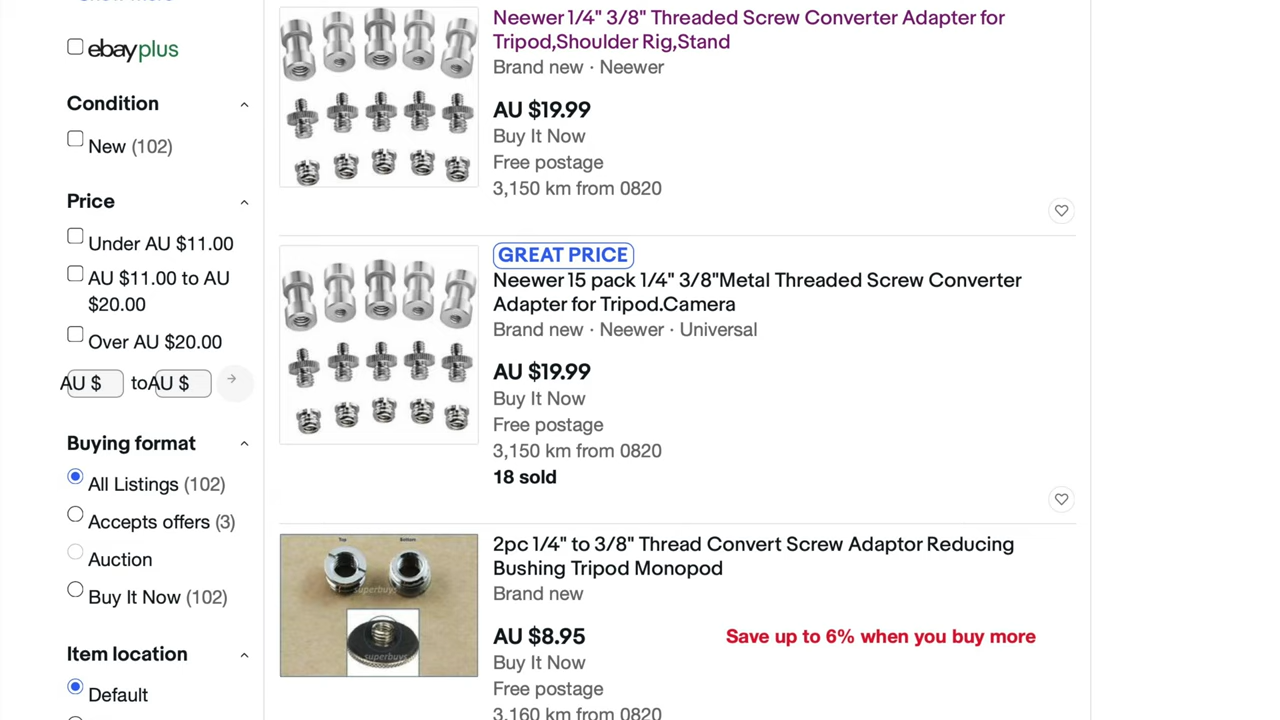 ebayplus
Condition
New (102)
Price
Under AU $11.00
AU $11.00 to AU
$20.00
Over AU $20.00
AU $ toAU $
Buying format
All Listings (102)
Accepts offers (3)
Auction
Buy It Now (102)
Item location
Default
Neewer 1/4" 3/8" Threaded Screw Converter Adapter for
Tripod,Shoulder Rig,Stand
Brand new · Neewer
AU $19.99
Buy It Now
Free postage
3,150 km from 0820
GREAT PRICE
Neewer 15 pack 1/4" 3/8"Metal Threaded Screw Converter
Adapter for Tripod.Camera
Brand new · Neewer · Universal
AU $19.99
Buy It Now
Free postage
3,150 km from 0820
18 sold
Top Bottom
superbuys
superbuys
2pc 1/4" to 3/8" Thread Convert Screw Adaptor Reducing
Bushing Tripod Monopod
Brand new
AU $8.95
Save up to 6% when you buy more
Buy It Now
Free postage
3,160 km from 0820